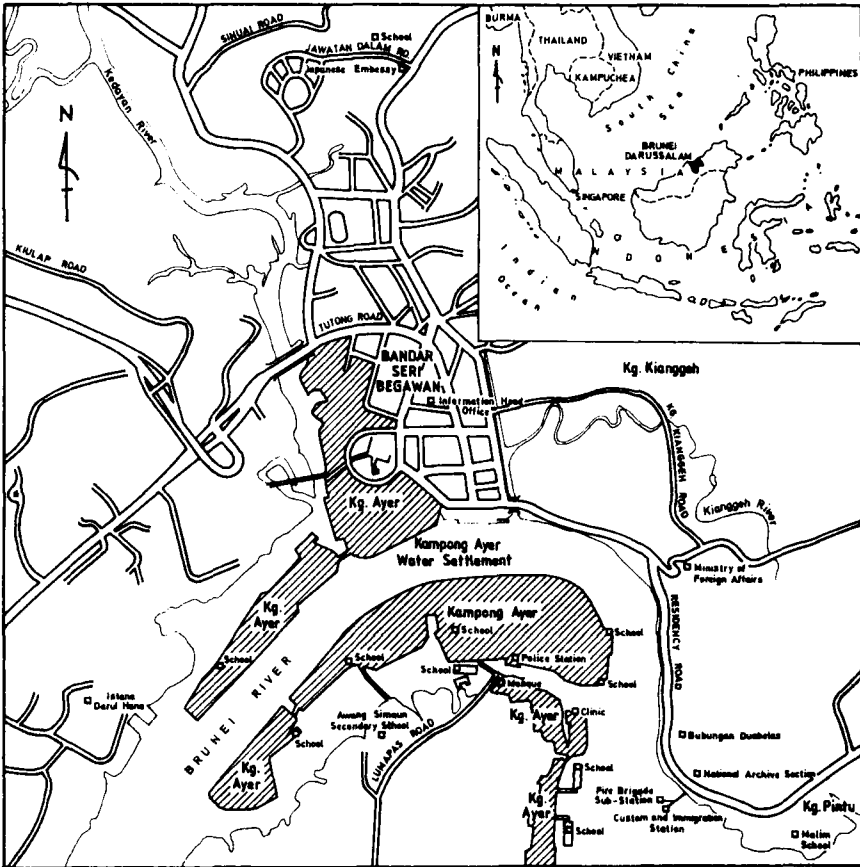 SINUAI ROAD
School
JAWATAN DALAM RD.
Japanese Embassy
Kedayan River
N
KIULAP ROAD
TUTONG ROAD
BANDAR
SERI
BEGAWAN
Information Head
Office
Kg. Ayer
Kampong Ayer
Water Settlement
BURMA
THAILAND
VIETNAM
KAMPUCHEA
N
South China
Sea
PHILIPPINES
BRUNEI
DARUSSALAM
MALAYSIA
SINGAPORE
INDONESIA
Indian
Ocean
Kg. Kianggeh
KG. KIANGGEH ROAD
Kianggeh
River
Ministry of
Foreign Affairs
RESIDENCY ROAD
Kg.
Ayer
Kampong Ayer
School
School
School
School
Police Station
School
Mosque
School
Istana
Darul Hana
BRUNEI RIVER
Awang Simaun
Secondary School
LUMAPAS ROAD
School
Kg.
Ayer
Kg. Ayer
Clinic
School
Kg.
Ayer
School
Bubungan Duabelas
National Archive Section
Fire Brigade
Sub-Station
Custom and Immigration
Station
Kg. Pintu
Malim
School